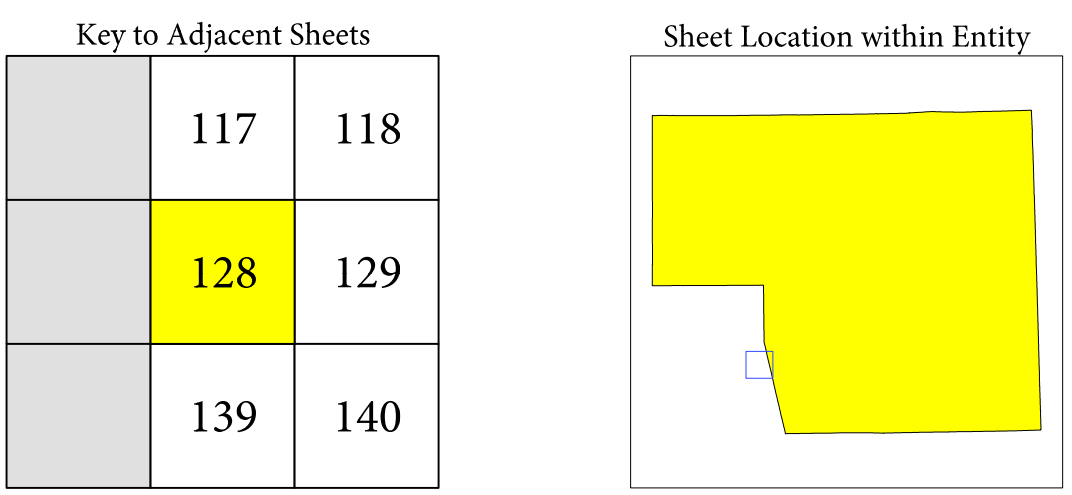 Key to Adjacent Sheets
117 118
128 129
139 140
Sheet Location within Entity